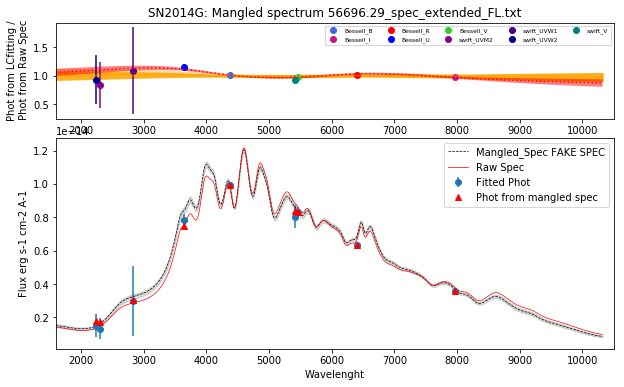 SN2014G: Mangled spectrum 56696.29_spec_extended_FL.txt
Phot from LCfitting /
Phot from Raw Spec
1.5
1.0
0.5
Bessell_B Bessell_R Bessell_V swift_UVW1 swift_V
Bessell_I Bessell_U swift_UVM2 swift_UVW2
2000 3000 4000 5000 6000 7000 8000 9000 10000
1e−14
Flux erg s-1 cm-2 A-1
1.2
1.0
0.8
0.6
0.4
0.2
Mangled_Spec FAKE SPEC
Raw Spec
Fitted Phot
Phot from mangled spec
2000 3000 4000 5000 6000 7000 8000 9000 10000
Wavelenght